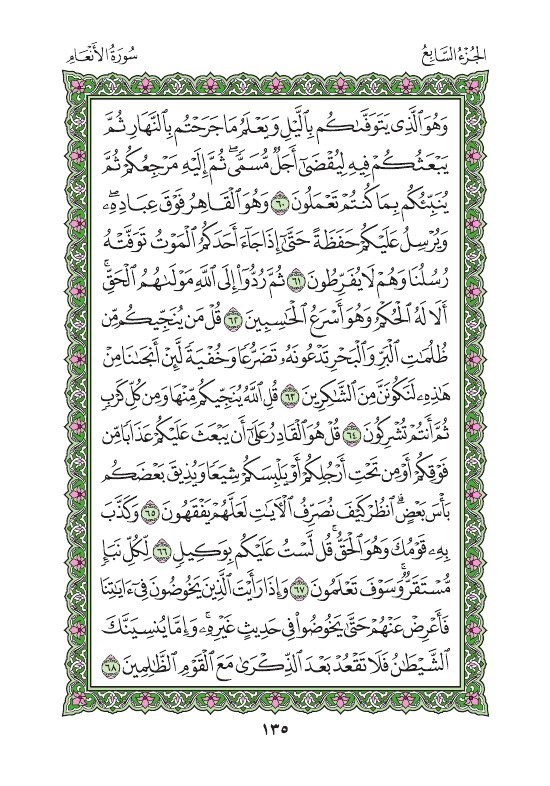 الجُزْءُ السَّابِعُ
سُورَةُ الأَنْعَامِ
وَهُوَ ٱلَّذِى يَتَوَفَّىٰكُم بِٱلَّيْلِ وَيَعْلَمُ مَا جَرَحْتُم بِٱلنَّهَارِ ثُمَّ
يَبْعَثُكُمْ فِيهِ لِيُقْضَىٰٓ أَجَلٌ مُّسَمًّى ۖ ثُمَّ إِلَيْهِ مَرْجِعُكُمْ ثُمَّ
يُنَبِّئُكُم بِمَا كُنتُمْ تَعْمَلُونَ ٦٠ وَهُوَ ٱلْقَاهِرُ فَوْقَ عِبَادِهِۦ ۖ
وَيُرْسِلُ عَلَيْكُمْ حَفَظَةً حَتَّىٰٓ إِذَا جَآءَ أَحَدَكُمُ ٱلْمَوْتُ تَوَفَّتْهُ
رُسُلُنَا وَهُمْ لَا يُفَرِّطُونَ ٦١ ثُمَّ رُدُّوٓا۟ إِلَى ٱللَّهِ مَوْلَىٰهُمُ ٱلْحَقِّ ۚ
أَلَا لَهُ ٱلْحُكْمُ وَهُوَ أَسْرَعُ ٱلْحَٰسِبِينَ ٦٢ قُلْ مَن يُنَجِّيكُم مِّن
ظُلُمَٰتِ ٱلْبَرِّ وَٱلْبَحْرِ تَدْعُونَهُۥ تَضَرُّعًا وَخُفْيَةً لَّئِنْ أَنجَىٰنَا مِنْ
هَٰذِهِۦ لَنَكُونَنَّ مِنَ ٱلشَّٰكِرِينَ ٦٣ قُلِ ٱللَّهُ يُنَجِّيكُم مِّنْهَا وَمِن كُلِّ كَرْبٍ
ثُمَّ أَنتُمْ تُشْرِكُونَ ٦٤ قُلْ هُوَ ٱلْقَادِرُ عَلَىٰٓ أَن يَبْعَثَ عَلَيْكُمْ عَذَابًا مِّن
فَوْقِكُمْ أَوْ مِن تَحْتِ أَرْجُلِكُمْ أَوْ يَلْبِسَكُمْ شِيَعًا وَيُذِيقَ بَعْضَكُم
بَأْسَ بَعْضٍ ۗ ٱنظُرْ كَيْفَ نُصَرِّفُ ٱلْءَايَٰتِ لَعَلَّهُمْ يَفْقَهُونَ ٦٥ وَكَذَّبَ
بِهِۦ قَوْمُكَ وَهُوَ ٱلْحَقُّ ۚ قُل لَّسْتُ عَلَيْكُم بِوَكِيلٍ ٦٦ لِّكُلِّ نَبَإٍ
مُّسْتَقَرٌّ ۚ وَسَوْفَ تَعْلَمُونَ ٦٧ وَإِذَا رَأَيْتَ ٱلَّذِينَ يَخُوضُونَ فِىٓ ءَايَٰتِنَا
فَأَعْرِضْ عَنْهُمْ حَتَّىٰ يَخُوضُوا۟ فِى حَدِيثٍ غَيْرِهِۦ ۚ وَإِمَّا يُنسِيَنَّكَ
ٱلشَّيْطَٰنُ فَلَا تَقْعُدْ بَعْدَ ٱلذِّكْرَىٰ مَعَ ٱلْقَوْمِ ٱلظَّٰلِمِينَ ٦٨
١٣٥